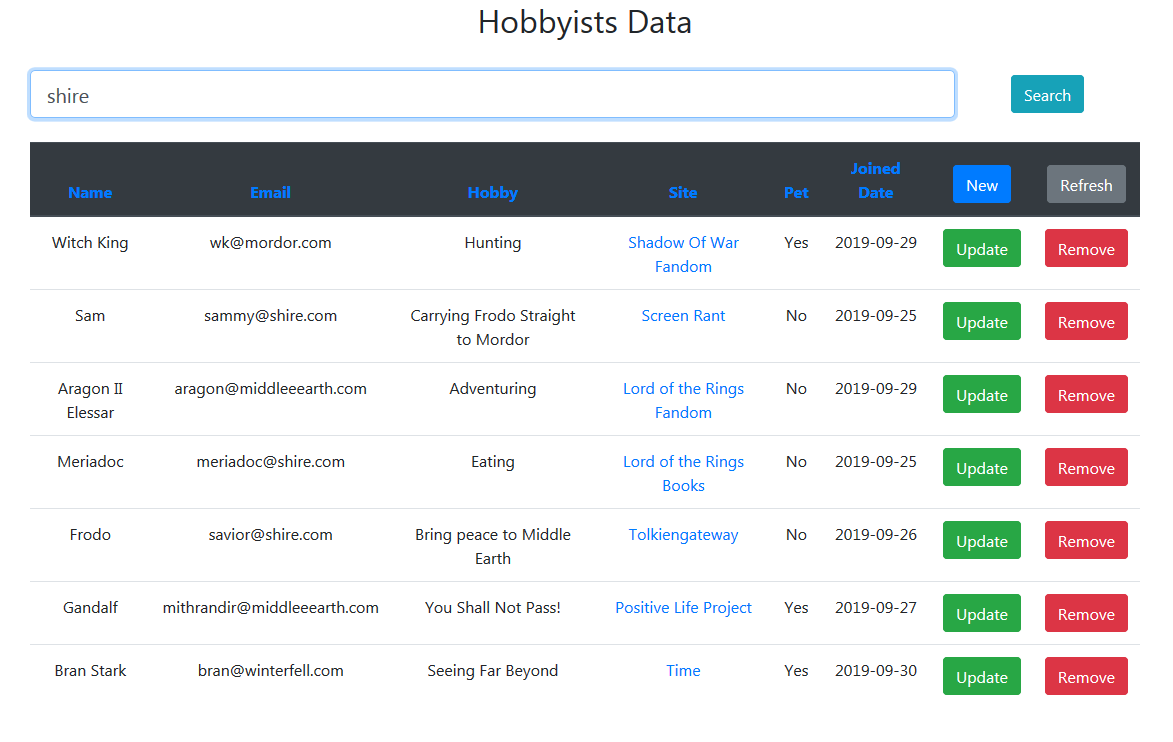 Hobbyists Data
shire
Search
Name Email Hobby Site Pet Joined Date New Refresh
Witch King wk@mordor.com Hunting Shadow Of War Fandom Yes 2019-09-29 Update Remove
Sam sammy@shire.com Carrying Frodo Straight to Mordor Screen Rant No 2019-09-25 Update Remove
Aragon II Elessar aragon@middleeearth.com Adventuring Lord of the Rings Fandom No 2019-09-29 Update Remove
Meriadoc meriadoc@shire.com Eating Lord of the Rings Books No 2019-09-25 Update Remove
Frodo savior@shire.com Bring peace to Middle Earth Tolkiengateway No 2019-09-26 Update Remove
Gandalf mithrandir@middleeearth.com You Shall Not Pass! Positive Life Project Yes 2019-09-27 Update Remove
Bran Stark bran@winterfell.com Seeing Far Beyond Time Yes 2019-09-30 Update Remove